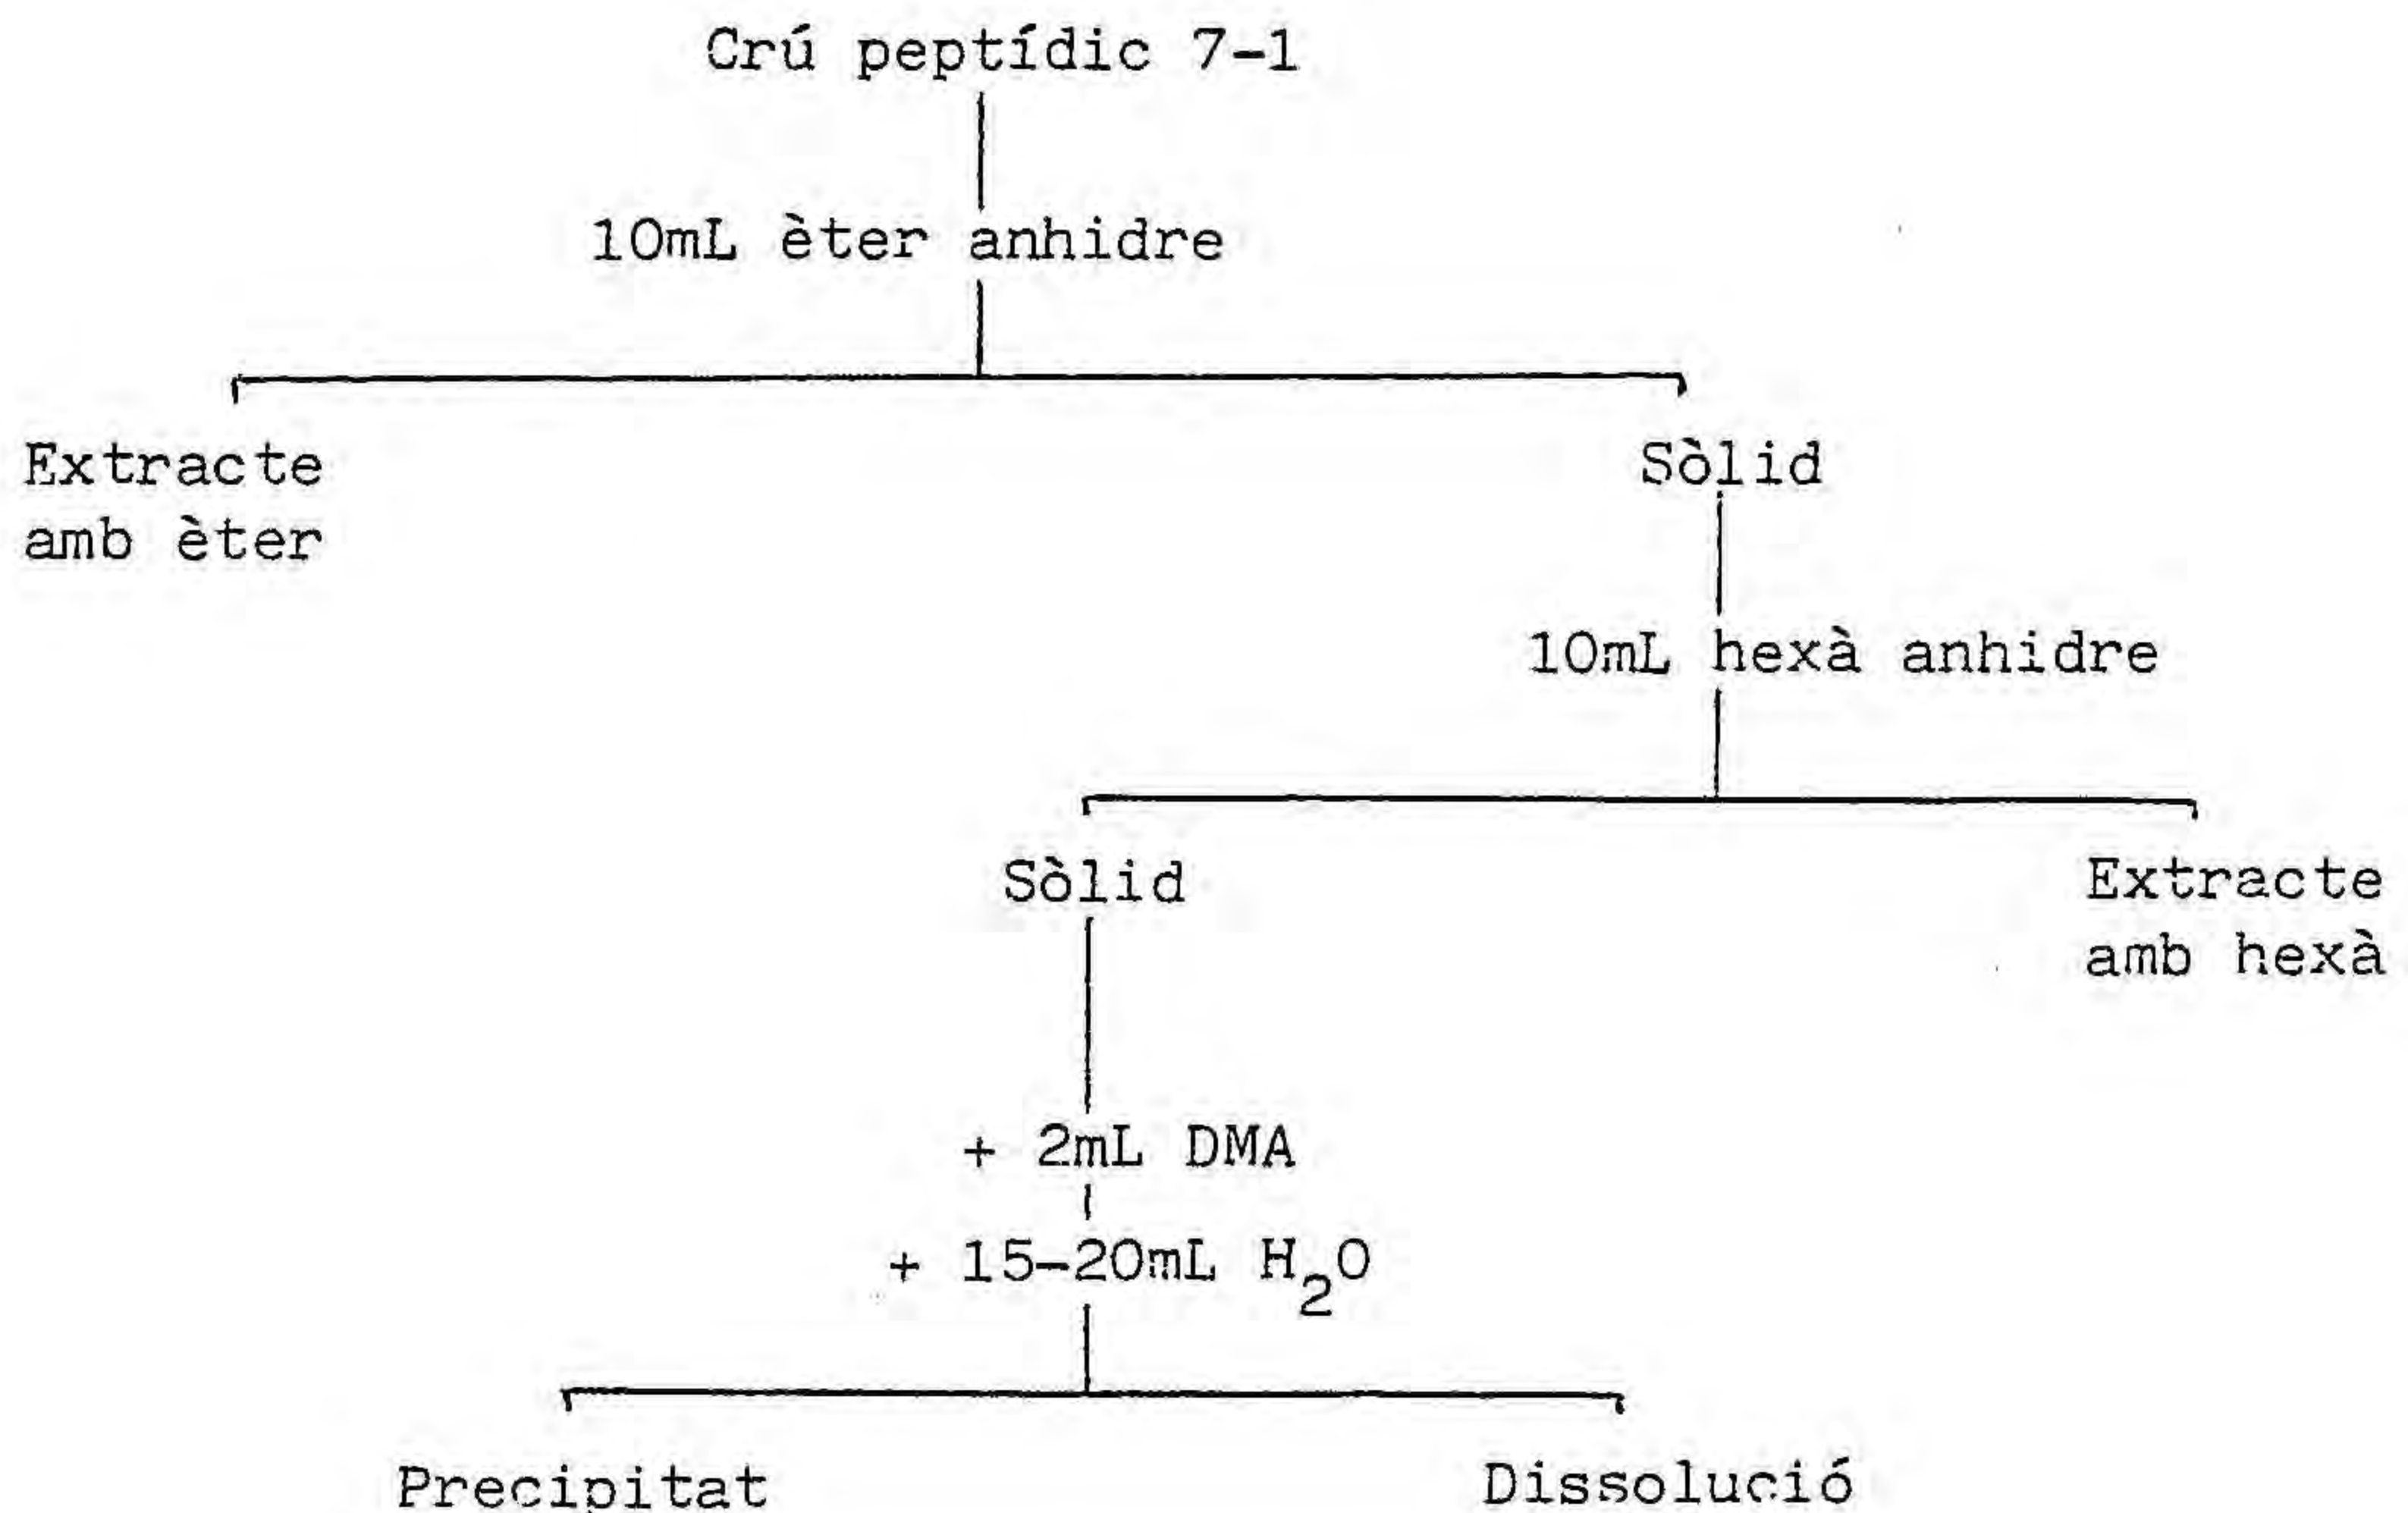 Crú peptídic 7-1
10mL èter anhidre
Extracte
amb èter
Sòlid
10mL hexà anhidre
Sòlid
Extracte
amb hexà
+ 2mL DMA
+ 15-20mL H₂O
Precipitat
Dissolució